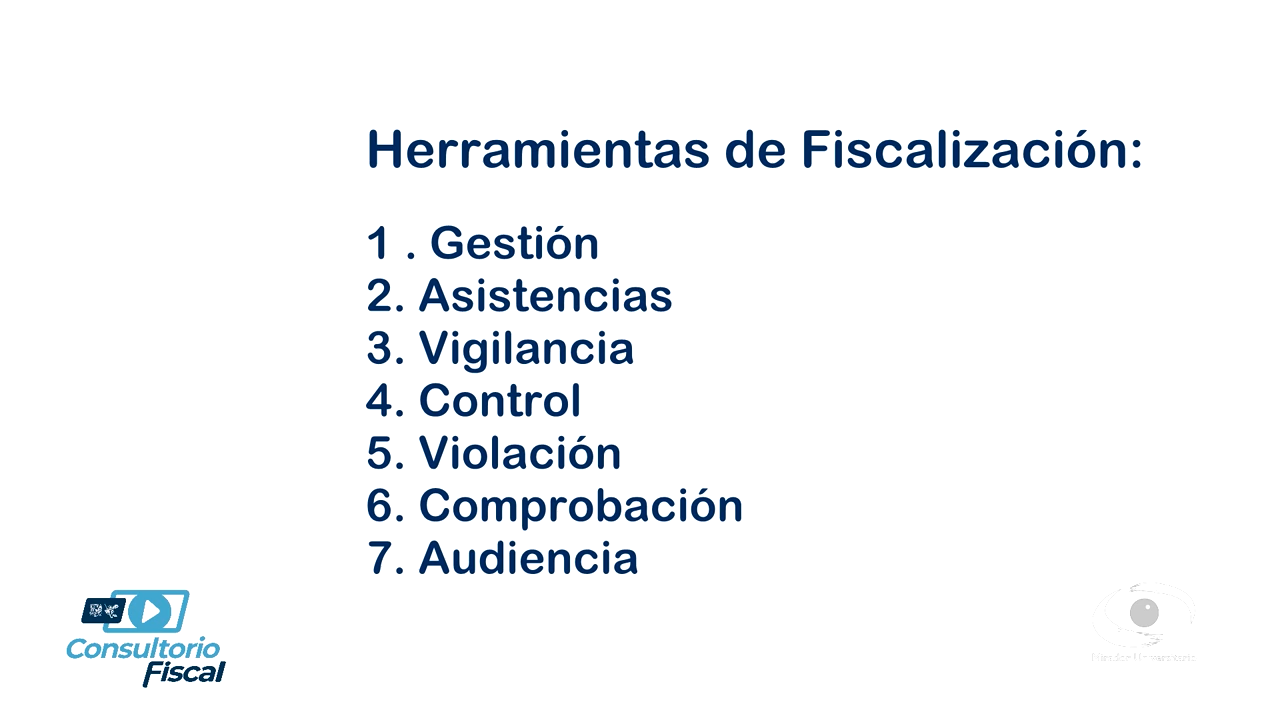 Herramientas de Fiscalización:
1 . Gestión
2. Asistencias
3. Vigilancia
4. Control
5. Violación
6. Comprobación
7. Audiencia
Consultorio
Fiscal